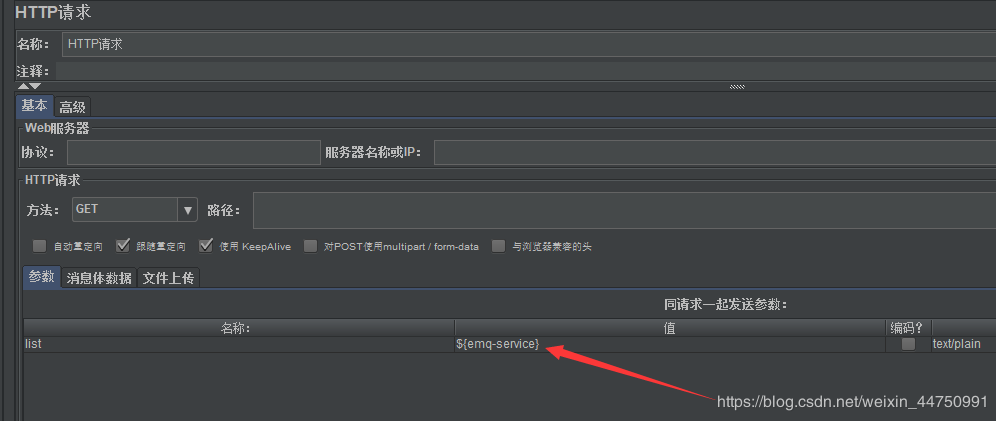 HTTP请求
名称： HTTP请求
注释：
基本 高级
Web服务器
协议： 服务器名称或IP：
HTTP请求
方法： GET 路径：
自动重定向 跟随重定向 使用 KeepAlive 对POST使用multipart / form-data 与浏览器兼容的头
参数 消息体数据 文件上传
同请求一起发送参数：
名称： 值 编码?
list ${emq-service} text/plain
https://blog.csdn.net/weixin_44750991